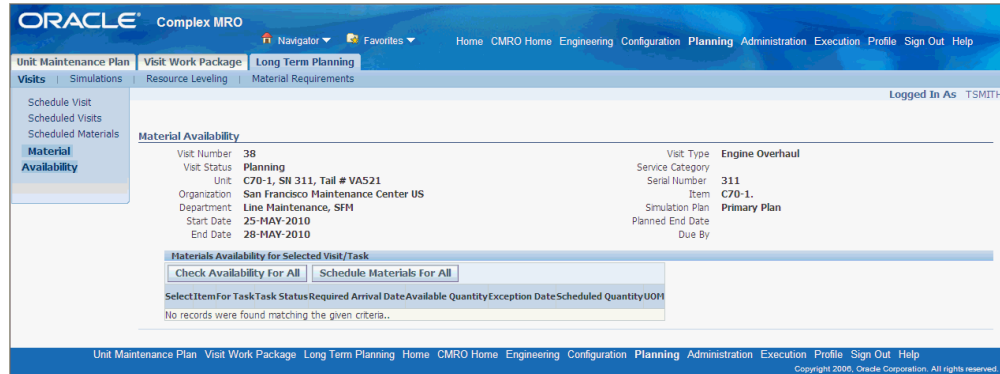 ORACLE® Complex MRO
Navigator Favorites Home CMRO Home Engineering Configuration Planning Administration Execution Profile Sign Out Help
Unit Maintenance Plan Visit Work Package Long Term Planning
Visits | Simulations | Resource Leveling | Material Requirements
Logged In As TSMITH
Schedule Visit
Scheduled Visits
Scheduled Materials
Material
Availability
Material Availability
Visit Number 38 Visit Type Engine Overhaul
Visit Status Planning Service Category
Unit C70-1, SN 311, Tail # VA521 Serial Number 311
Organization San Francisco Maintenance Center US Item C70-1.
Department Line Maintenance, SFM Simulation Plan Primary Plan
Start Date 25-MAY-2010 Planned End Date
End Date 28-MAY-2010 Due By
Materials Availability for Selected Visit/Task
Check Availability For All Schedule Materials For All
Select Item For Task Task Status Required Arrival Date Available Quantity Exception Date Scheduled Quantity UOM
No records were found matching the given criteria..
Unit Maintenance Plan Visit Work Package Long Term Planning Home CMRO Home Engineering Configuration Planning Administration Execution Profile Sign Out Help
Copyright 2006, Oracle Corporation. All rights reserved.